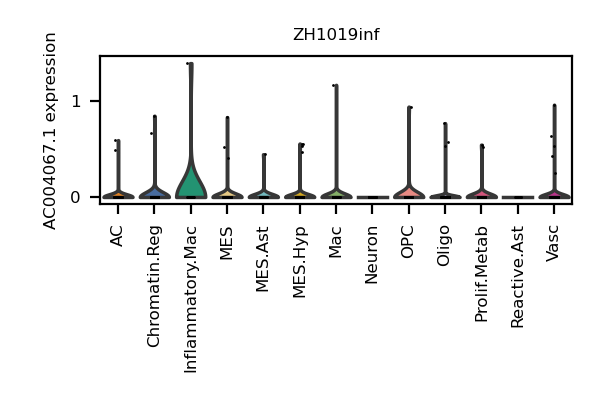 ZH1019inf
AC004067.1 expression
1
0
AC
Chromatin.Reg
Inflammatory.Mac
MES
MES.Ast
MES.Hyp
Mac
Neuron
OPC
Oligo
Prolif.Metab
Reactive.Ast
Vasc